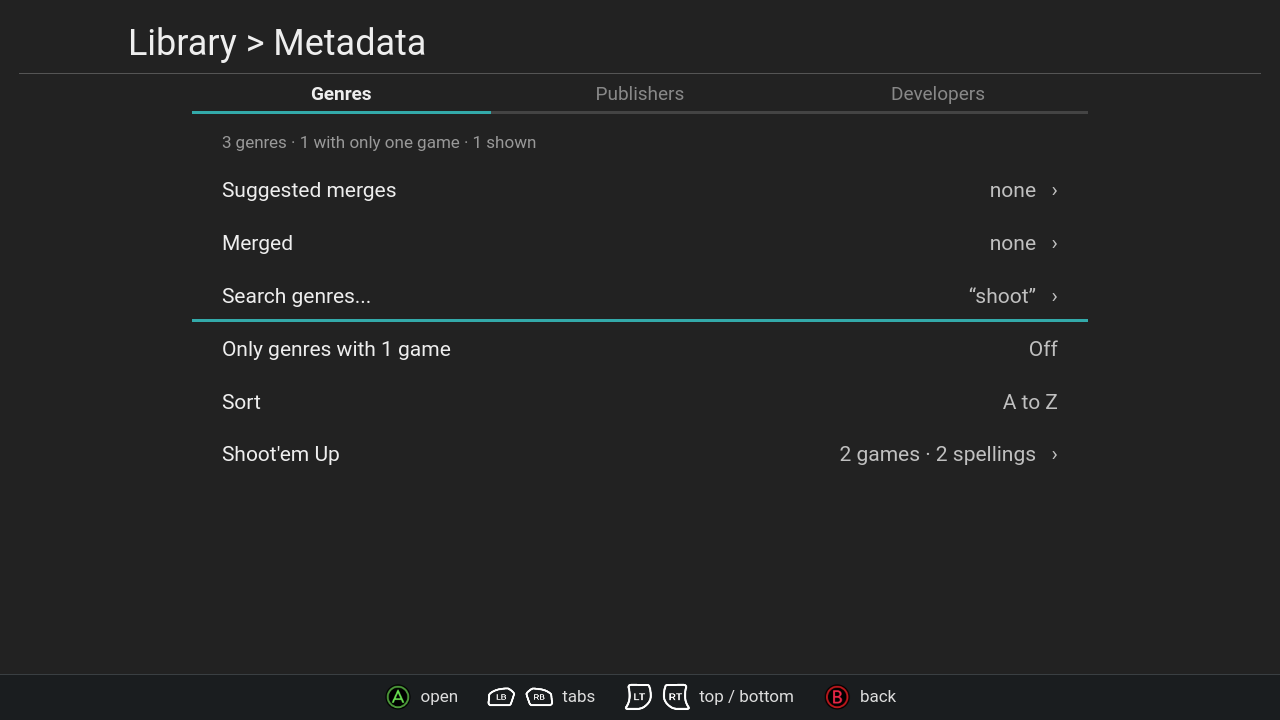 Library > Metadata
Genres Publishers Developers
3 genres · 1 with only one game · 1 shown
Suggested merges none ›
Merged none ›
Search genres... “shoot” ›
Only genres with 1 game Off
Sort A to Z
Shoot'em Up 2 games · 2 spellings ›
A open LB RB tabs LT RT top / bottom B back